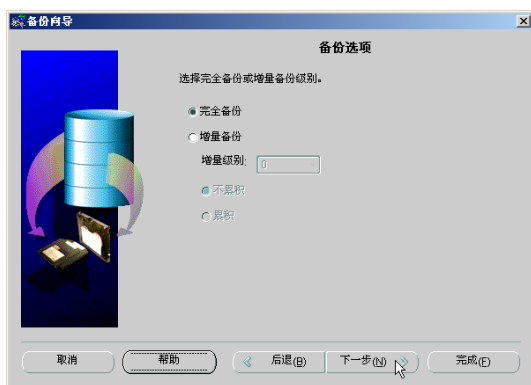 备份向导
备份选项
选择完全备份或增量备份级别。
完全备份
增量备份
增量级别: 0
不累积
累积
取消 帮助 后退(B) 下一步(N) 完成(F)